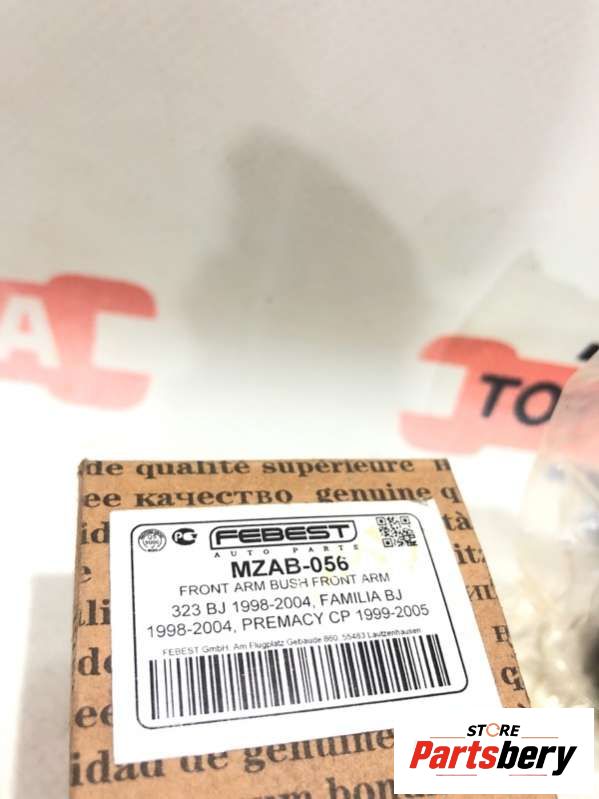 A
TO
de qualité supérieure
ее качество genuine q
FEBEST
AUTO PARTS
MZAB-056
FRONT ARM BUSH FRONT ARM
323 BJ 1998-2004, FAMILIA BJ
1998-2004, PREMACY CP 1999-2005
FEBEST GmbH, Am Flugplatz Gebäude 860, 55483 Lautzenhausen
idad de genuine
STORE
Partsbery